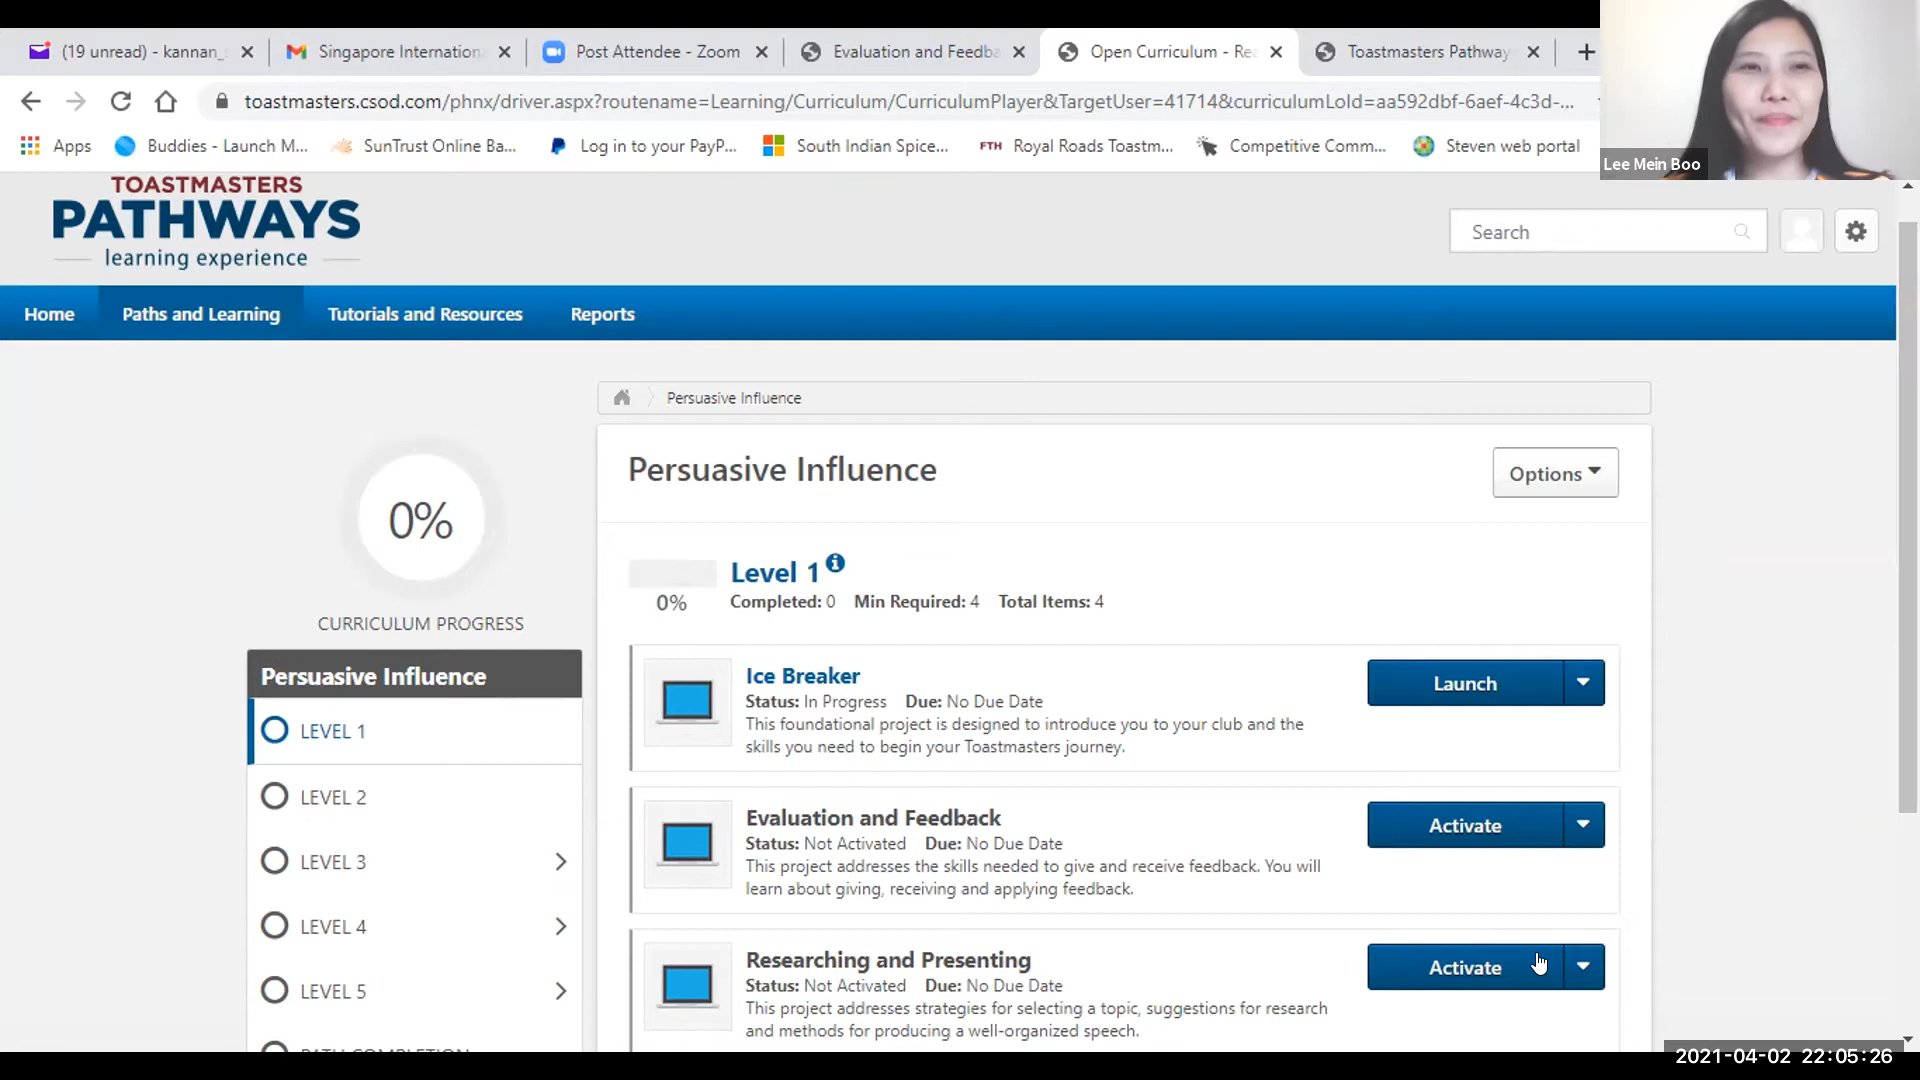 (19 unread) - kannan_
Singapore Internation
Post Attendee - Zoom
Evaluation and Feedba
Open Curriculum - Re
Toastmasters Pathway
toastmasters.csod.com/phnx/driver.aspx?routename=Learning/Curriculum/CurriculumPlayer&TargetUser=41714&curriculumLoId=aa592dbf-6aef-4c3d-...
Apps
Buddies - Launch M...
SunTrust Online Ba...
Log in to your PayP...
South Indian Spice...
FTH Royal Roads Toastm...
Competitive Comm...
Steven web portal
Lee Mein Boo
TOASTMASTERS
PATHWAYS
learning experience
Search
Home
Paths and Learning
Tutorials and Resources
Reports
Persuasive Influence
0%
CURRICULUM PROGRESS
Persuasive Influence
LEVEL 1
LEVEL 2
LEVEL 3
LEVEL 4
LEVEL 5
PATH COMPLETION
Persuasive Influence
Options
Level 1
0%
Completed: 0 Min Required: 4 Total Items: 4
Ice Breaker
Status: In Progress Due: No Due Date
This foundational project is designed to introduce you to your club and the
skills you need to begin your Toastmasters journey.
Launch
Evaluation and Feedback
Status: Not Activated Due: No Due Date
This project addresses the skills needed to give and receive feedback. You will
learn about giving, receiving and applying feedback.
Activate
Researching and Presenting
Status: Not Activated Due: No Due Date
This project addresses strategies for selecting a topic, suggestions for research
and methods for producing a well-organized speech.
Activate
2021-04-02 22:05:26